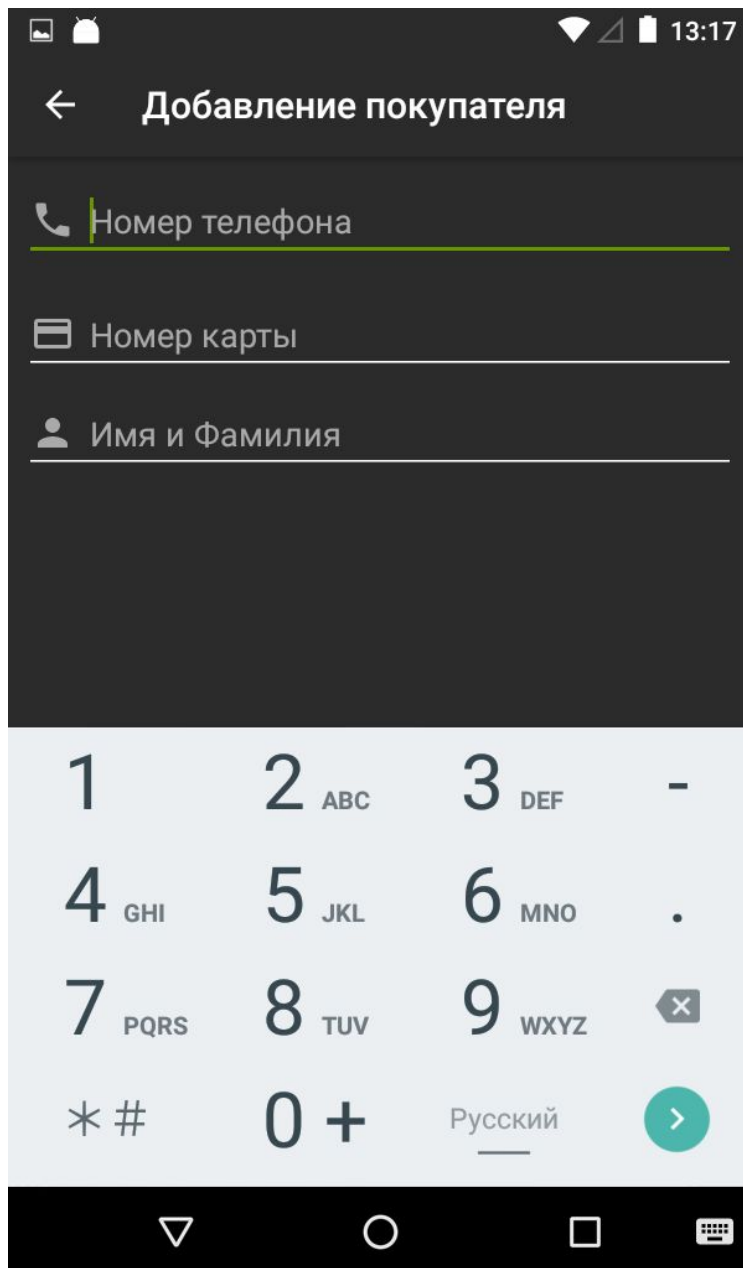 13:17
Добавление покупателя
Номер телефона
Номер карты
Имя и Фамилия
1 2 ABC 3 DEF -
4 GHI 5 JKL 6 MNO .
7 PQRS 8 TUV 9 WXYZ
*# 0 + Русский